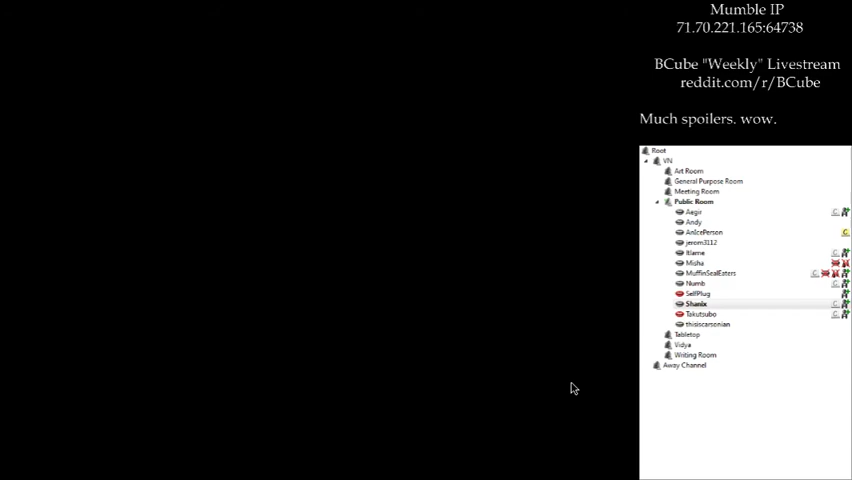 Mumble IP
71.70.221.165:64738
BCube "Weekly" Livestream
reddit.com/r/BCube
Much spoilers. wow.
Root
VN
Art Room
General Purpose Room
Meeting Room
Public Room
Aegir
Andy
AnIcePerson
jerom3112
Misha
MuffinSealEaters
Numb
SelfPlug
Shanix
Takutsubo
thisiscarsonian
Tabletop
Vidya
Writing Room
Away Channel